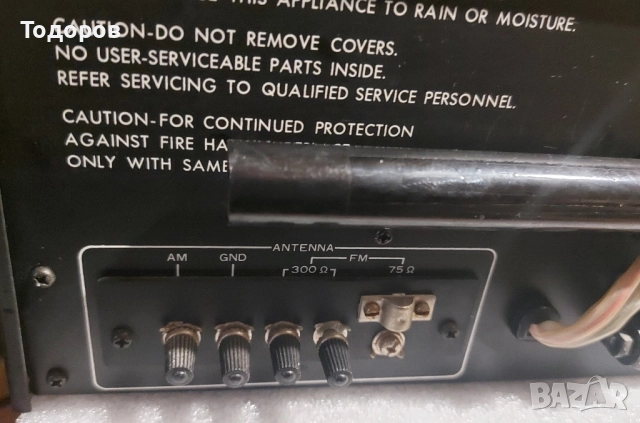 THIS APPLIANCE TO RAIN OR MOISTURE.
Тодоров
CAUTION-DO NOT REMOVE COVERS.
NO USER-SERVICEABLE PARTS INSIDE.
REFER SERVICING TO QUALIFIED SERVICE PERSONNEL.
CAUTION-FOR CONTINUED PROTECTION
AGAINST FIRE
ONLY WITH SAME
ANTENNA
AM GND FM
300 Ω 75 Ω
BAZAR